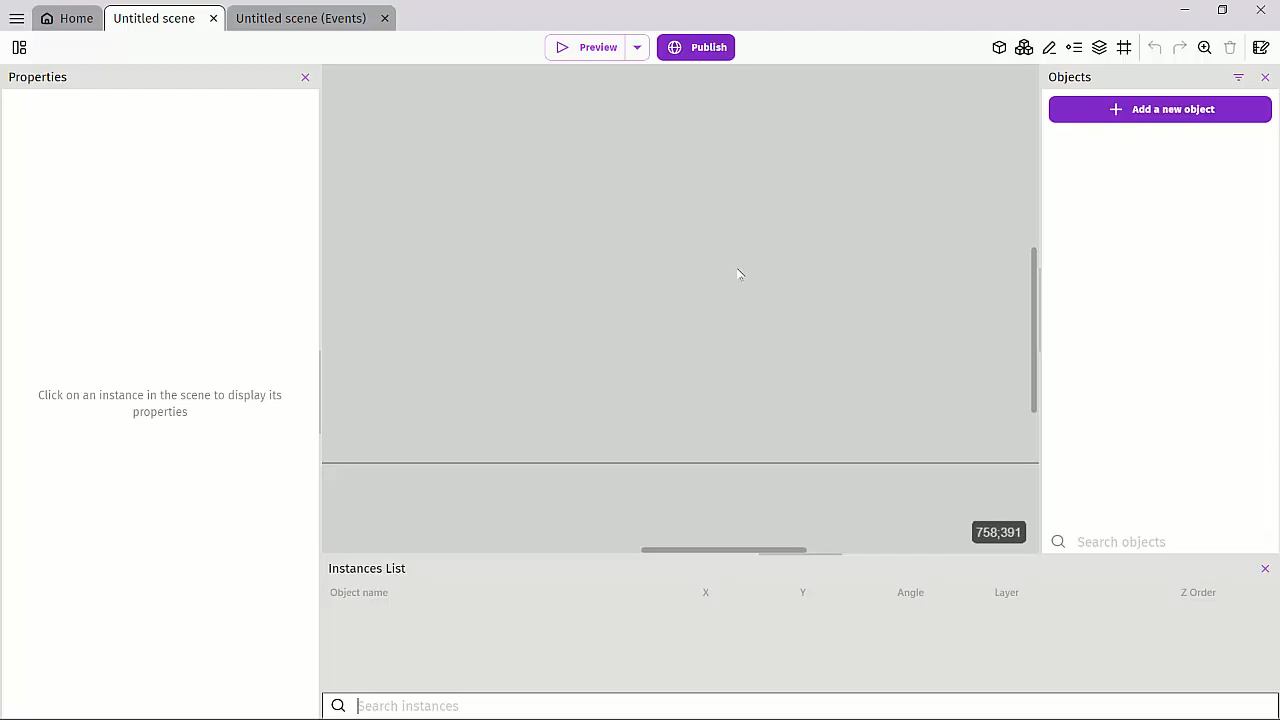 Home
Untitled scene
Untitled scene (Events)
Preview
Publish
Properties
Objects
Add a new object
Click on an instance in the scene to display its
properties
758;391
Search objects
Instances List
Object name X Y Angle Layer Z Order
Search instances